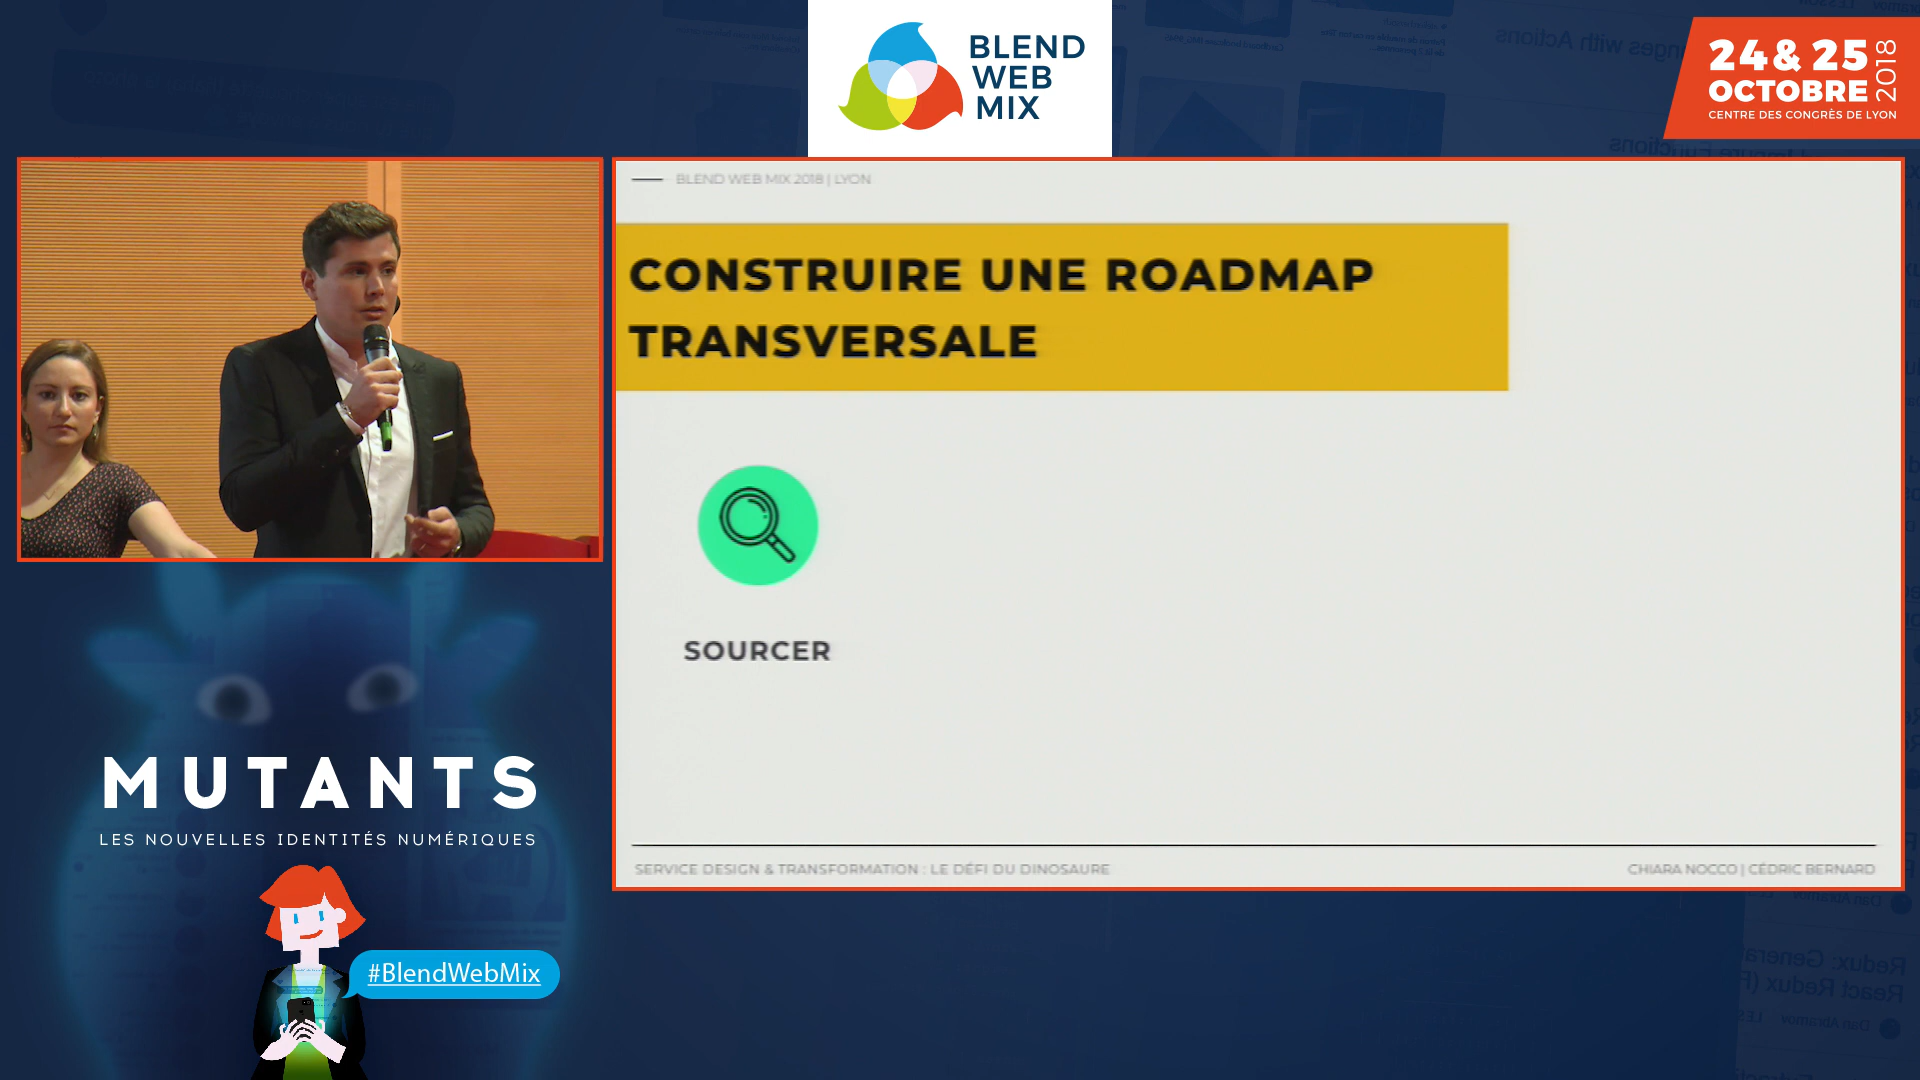 BLEND
WEB
MIX
24 & 25
OCTOBRE
2018
CENTRE DES CONGRÈS DE LYON
BLEND WEB MIX 2018 | LYON
CONSTRUIRE UNE ROADMAP
TRANSVERSALE
SOURCER
SERVICE DESIGN & TRANSFORMATION : LE DÉFI DU DINOSAURE
CHIARA NOCCO | CÉDRIC BERNARD
MUTANTS
LES NOUVELLES IDENTITÉS NUMÉRIQUES
#BlendWebMix